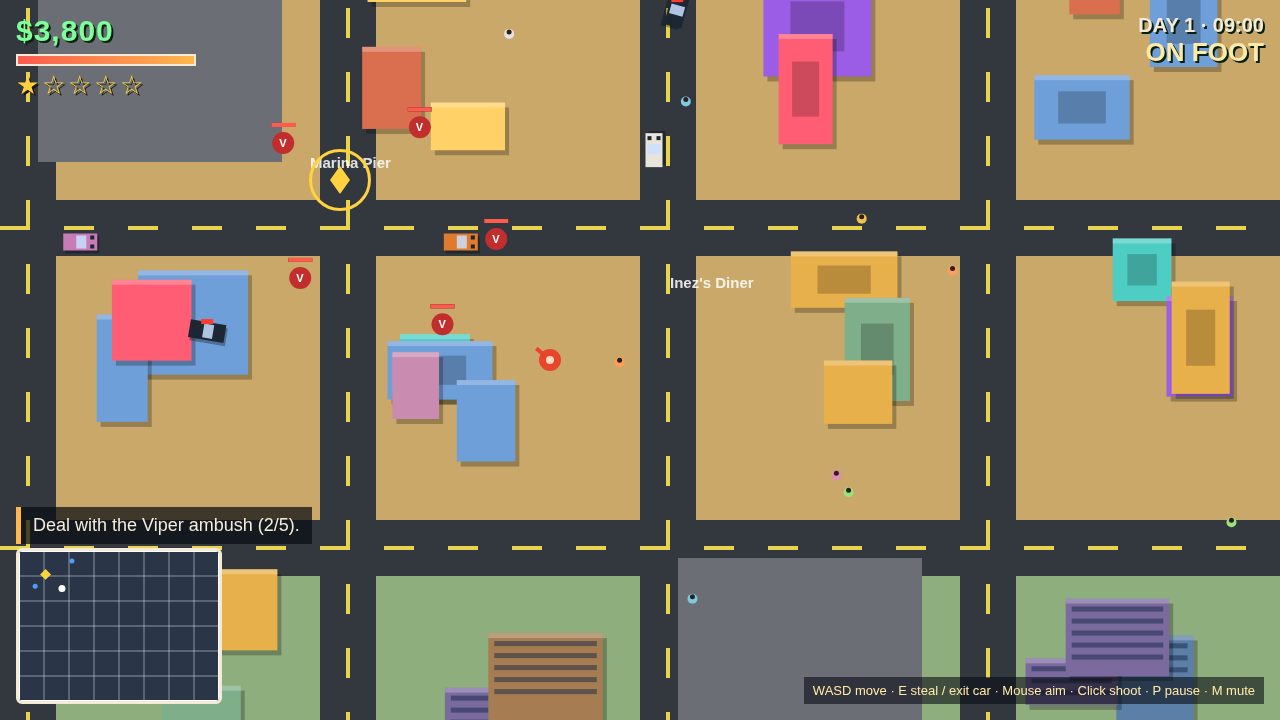 $3,800
★☆☆☆☆
DAY 1 · 09:00
ON FOOT
V
V
Marina Pier
V
V
Inez's Diner
V
Deal with the Viper ambush (2/5).
WASD move · E steal / exit car · Mouse aim · Click shoot · P pause · M mute